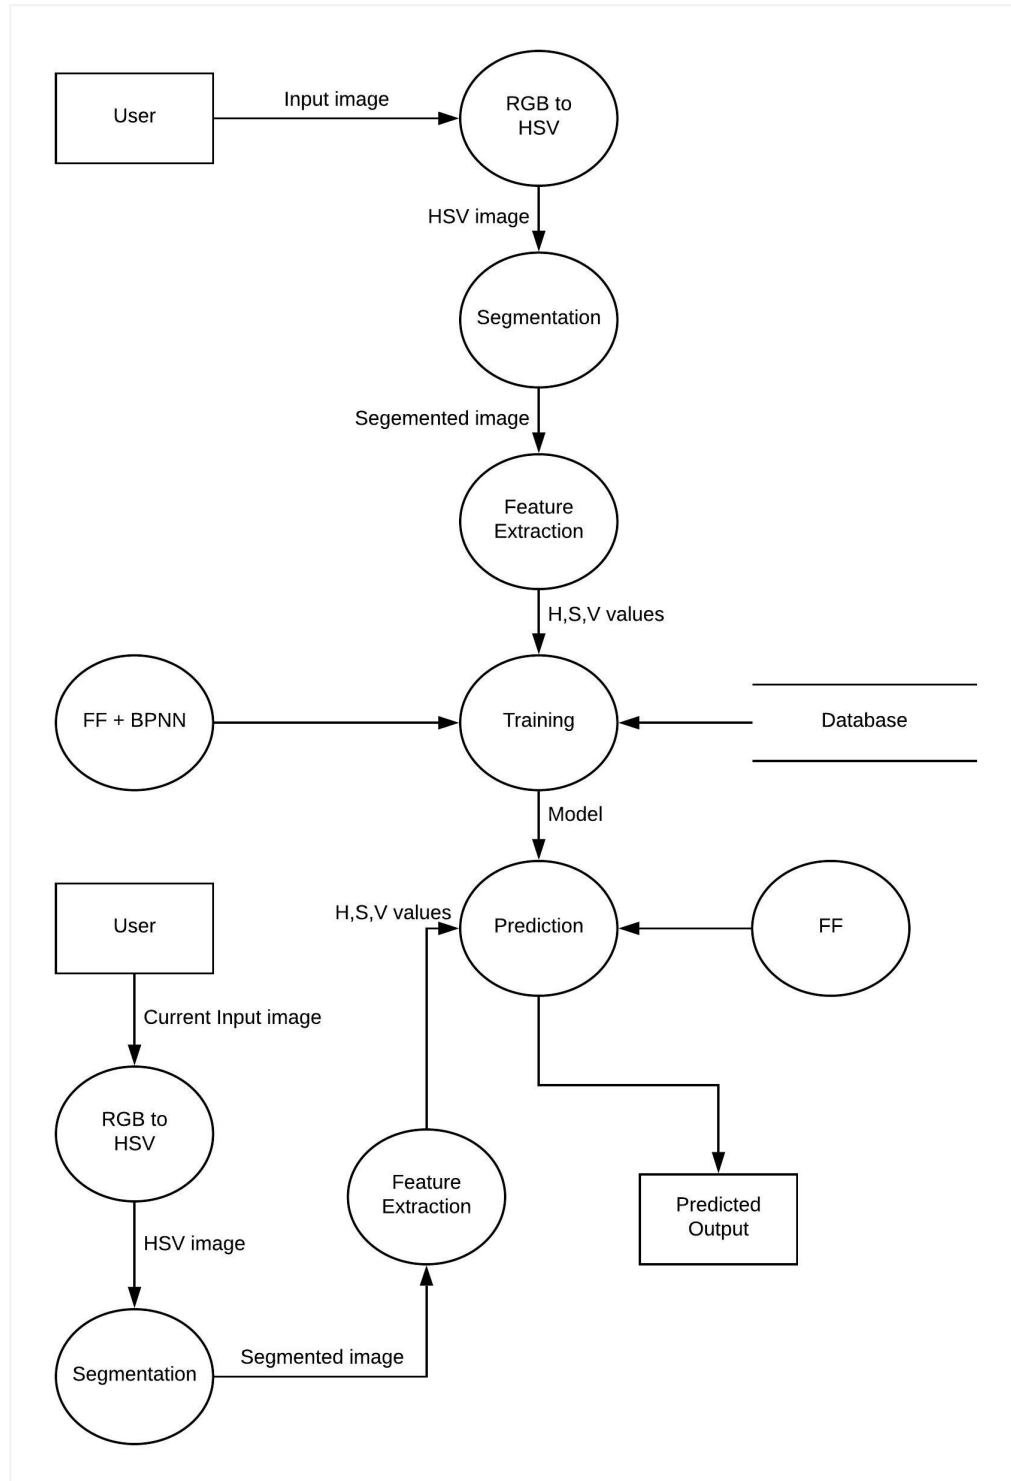 User
Input image
RGB to
HSV
HSV image
Segmentation
Segemented image
Feature
Extraction
H,S,V values
FF + BPNN
Training
Database
Model
User
H,S,V values
Prediction
FF
Current Input image
RGB to
HSV
Feature
Extraction
Predicted
Output
HSV image
Segmented image
Segmentation